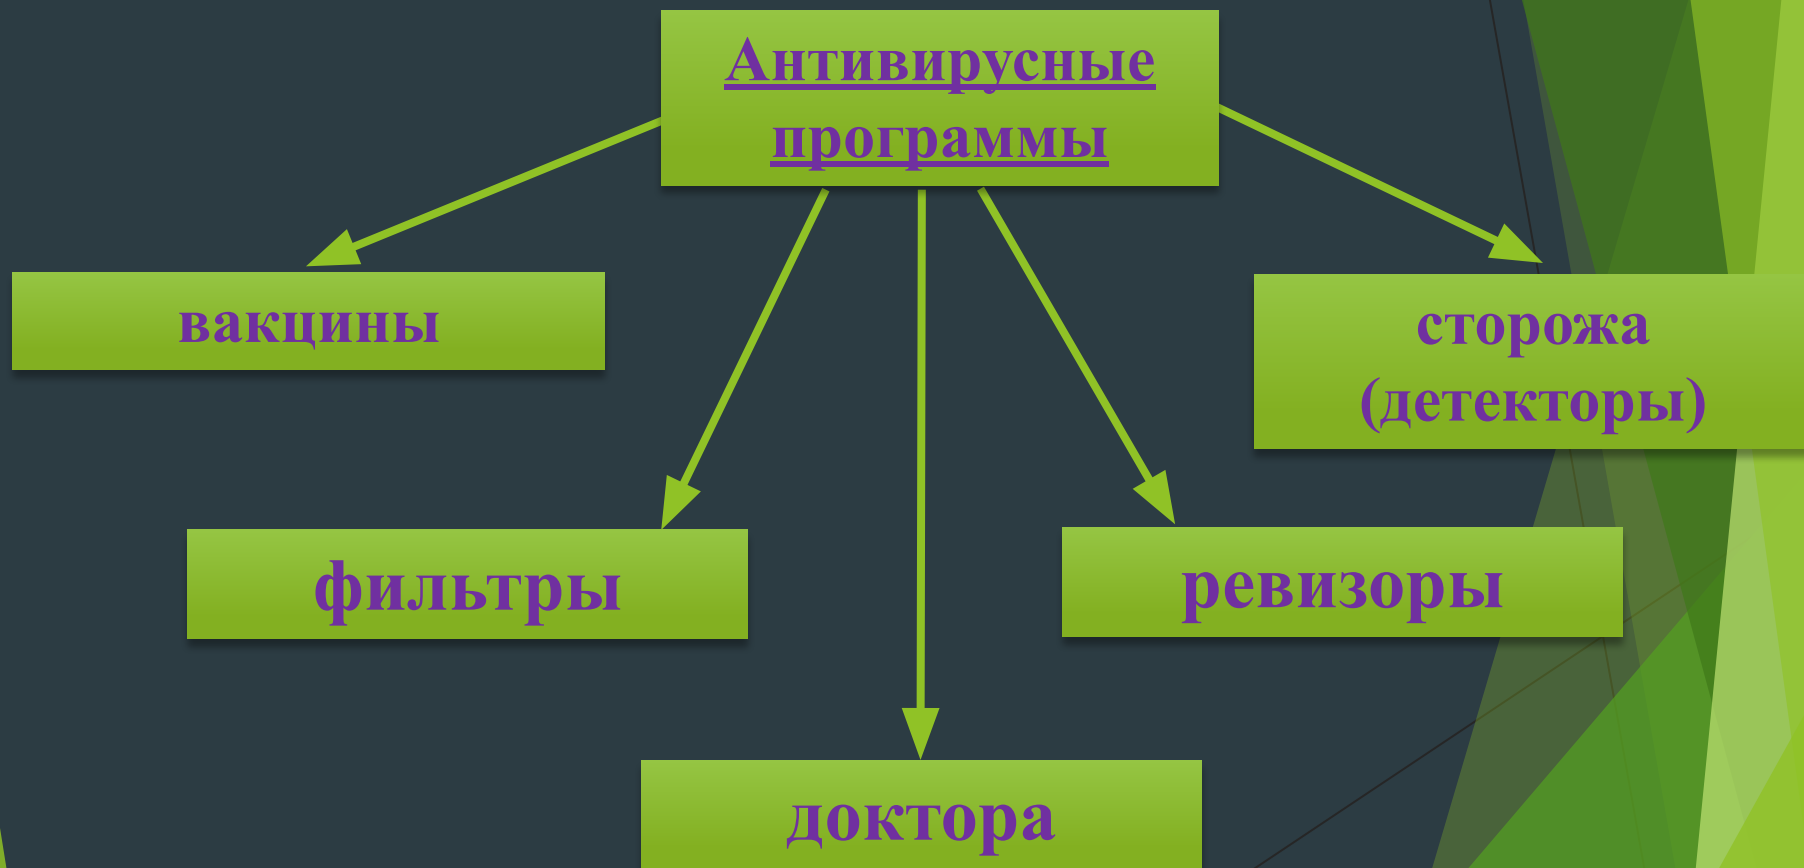 Антивирусные
программы
вакцины
сторожа
(детекторы)
фильтры
ревизоры
доктора